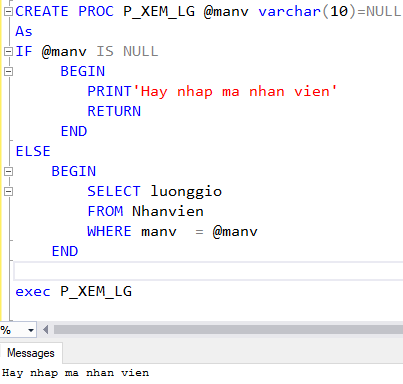 CREATE PROC P_XEM_LG @manv varchar(10)=NULL
As
IF @manv IS NULL
BEGIN
PRINT'Hay nhap ma nhan vien'
RETURN
END
ELSE
BEGIN
SELECT luonggio
FROM Nhanvien
WHERE manv  = @manv
END
exec P_XEM_LG
%
Messages
Hay nhap ma nhan vien